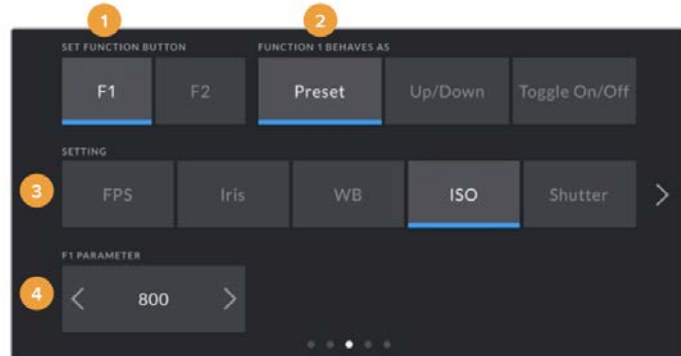 1 2
SET FUNCTION BUTTON FUNCTION 1 BEHAVES AS
F1 F2 Preset Up/Down Toggle On/Off
SETTING
3 FPS Iris WB ISO Shutter
F1 PARAMETER
4 800